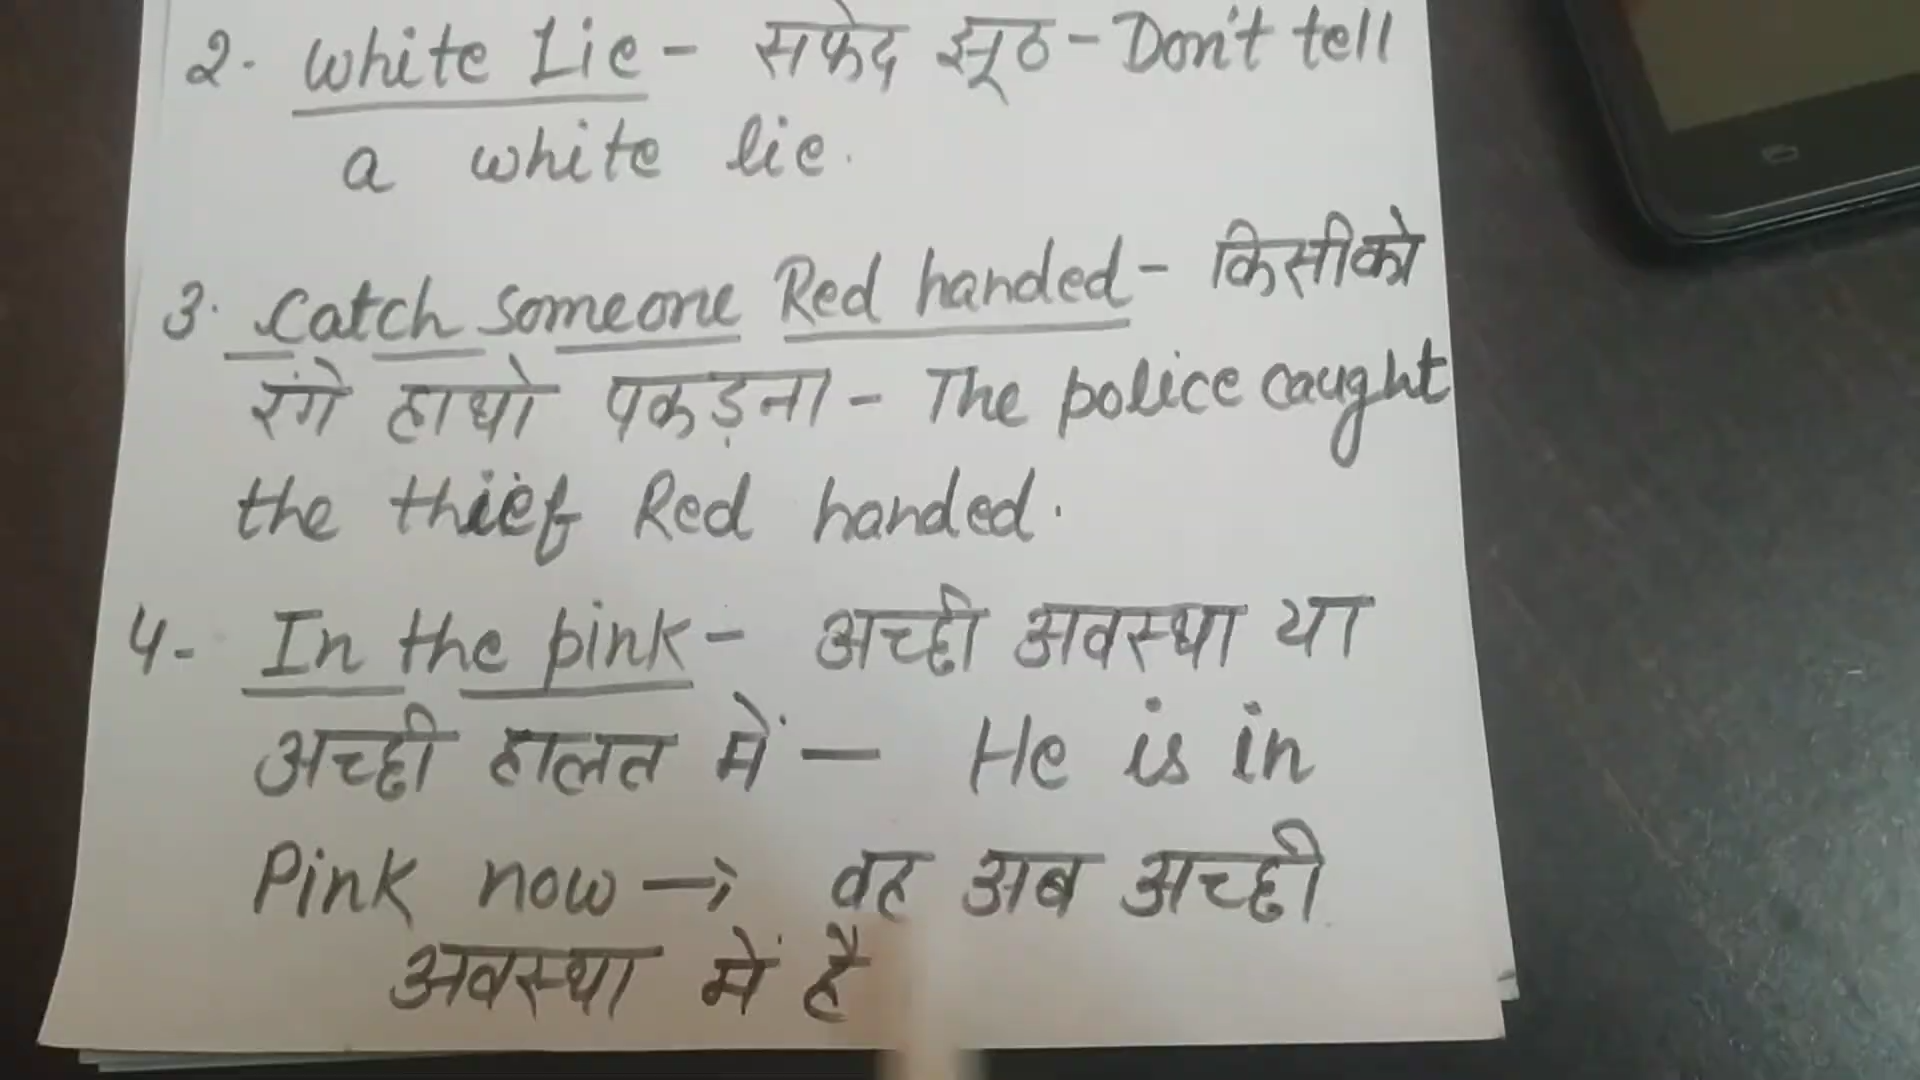 2. White Lie - सफेद झूठ - Don't tell
a white lie.
3. Catch someone Red handed - किसी को
रंगे हाथो पकड़ना - The police caught
the thief Red handed.
4- In the pink - अच्छी अवस्था या
अच्छी हालत में - He is in
Pink now → वह अब अच्छी
अवस्था में है